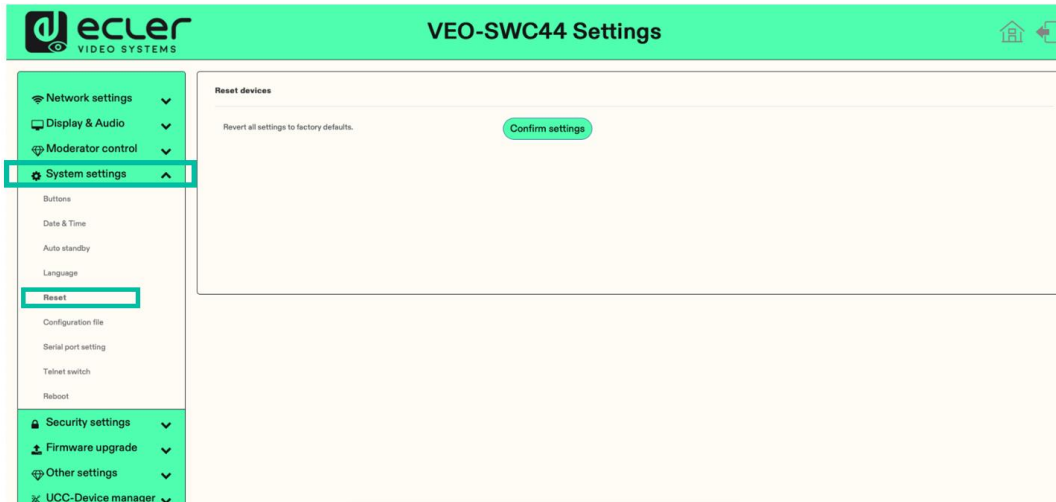 ecler
VIDEO SYSTEMS
VEO-SWC44 Settings
Network settings
Display & Audio
Moderator control
System settings
Buttons
Date & Time
Auto standby
Language
Reset
Configuration file
Serial port setting
Telnet switch
Reboot
Security settings
Firmware upgrade
Other settings
UCC-Device manager
Reset devices
Revert all settings to factory defaults.
Confirm settings